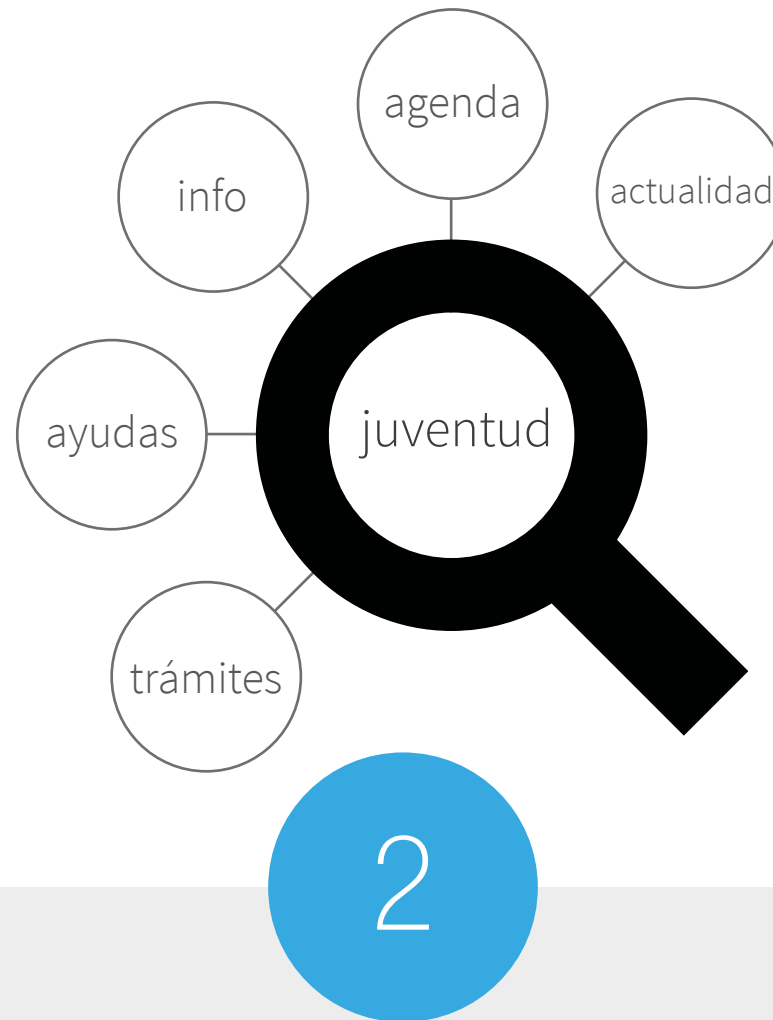 agenda
actualidad
info
juventud
ayudas
trámites
2